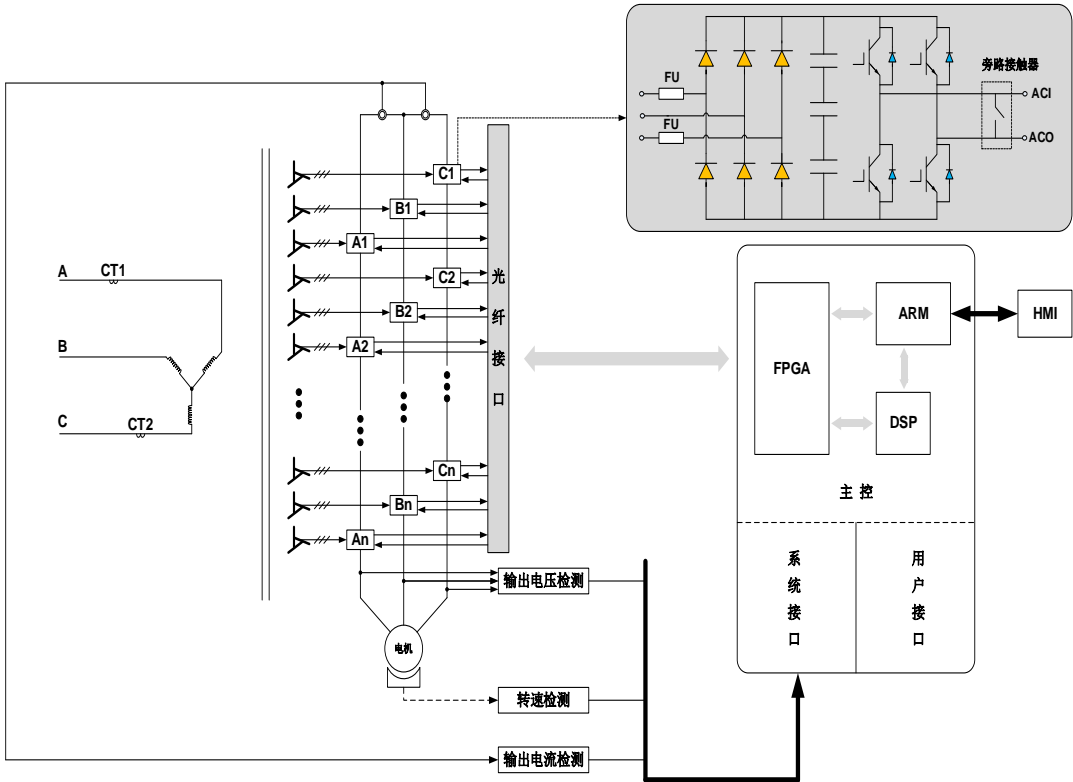 FU
FU
旁路接触器
ACI
ACO
C1
B1
A1
C2
B2
A2
Cn
Bn
An
光纤接口
A
CT1
B
C
CT2
FPGA
ARM
DSP
HMI
主控
系统接口
用户接口
输出电压检测
电机
转速检测
输出电流检测